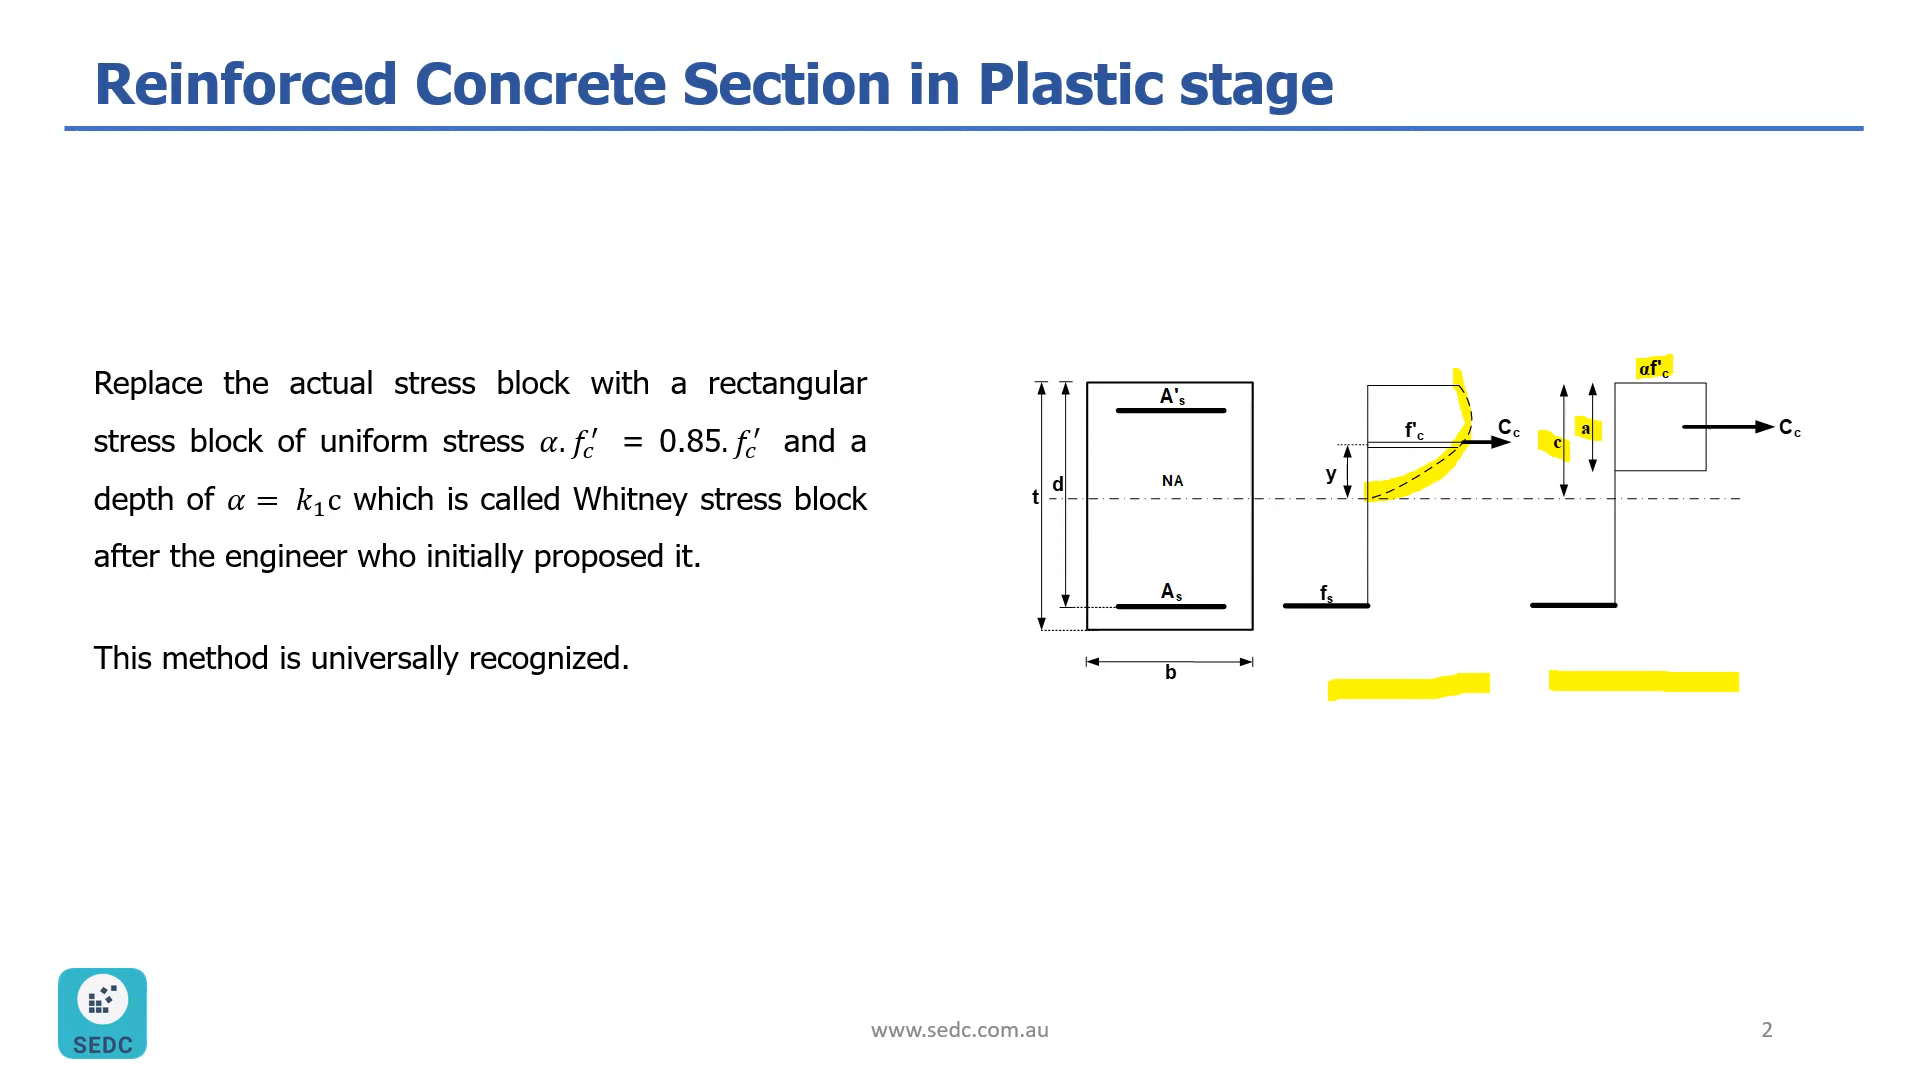 Reinforced Concrete Section in Plastic stage
Replace the actual stress block with a rectangular
stress block of uniform stress 𝛼. 𝑓𝑐′ = 0.85. 𝑓𝑐′ and a
depth of 𝛼 = 𝑘₁c which is called Whitney stress block
after the engineer who initially proposed it.
This method is universally recognized.
A's
NA
As
t
d
b
f'c
Cc
y
fs
αf'c
c
a
Cc
SEDC
www.sedc.com.au
2